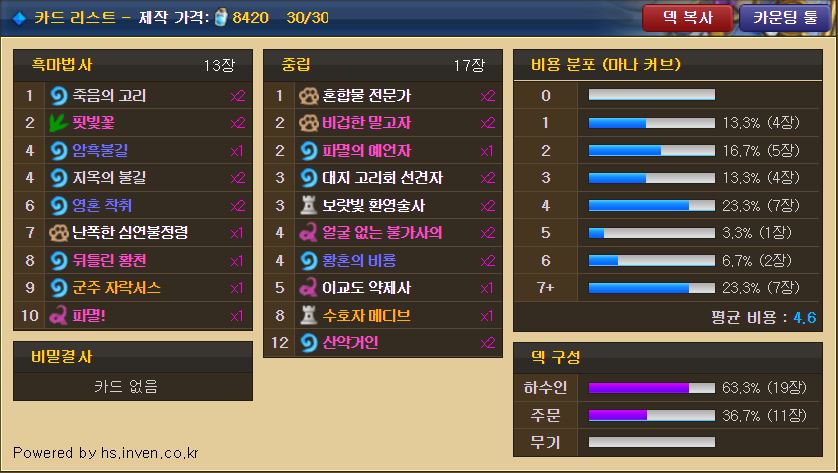 카드 리스트 - 제작 가격: 8420 30/30
덱 복사
카운팅 툴
흑마법사 13장
1 죽음의 고리 x2
2 핏빛꽃 x2
4 암흑불길 x1
4 지옥의 불길 x2
6 영혼 착취 x2
7 난폭한 심연불정령 x1
8 뒤틀린 황천 x1
9 군주 자락서스 x1
10 파멸! x1
비밀결사
카드 없음
Powered by hs.inven.co.kr
중립 17장
1 혼합물 전문가 x2
2 비겁한 밀고자 x2
2 파멸의 예언자 x1
3 대지 고리회 선견자 x2
3 보랏빛 환영술사 x2
4 얼굴 없는 불가사의 x2
4 황혼의 비룡 x2
5 이교도 약제사 x1
8 수호자 메디브 x1
12 산악거인 x2
비용 분포 (마나 커브)
0
1 13,3% (4장)
2 16,7% (5장)
3 13,3% (4장)
4 23,3% (7장)
5 3,3% (1장)
6 6,7% (2장)
7+ 23,3% (7장)
평균 비용 : 4.6
덱 구성
하수인 63,3% (19장)
주문 36,7% (11장)
무기